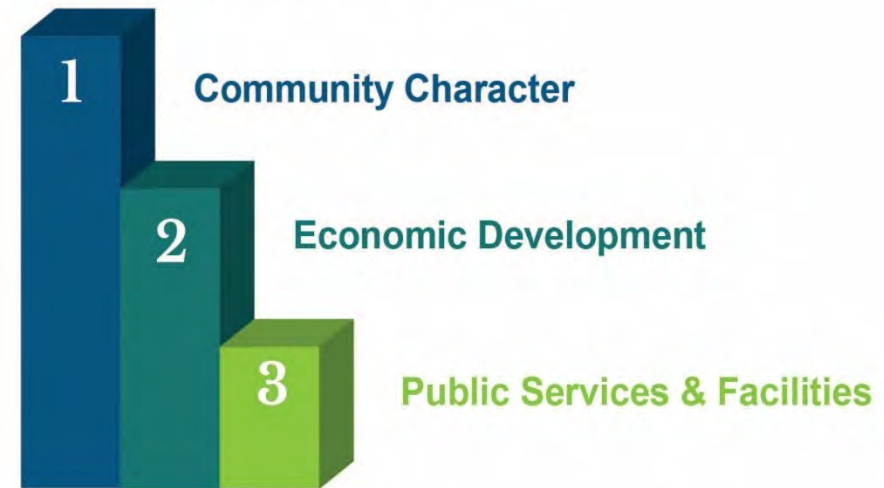 1
Community Character
2
Economic Development
3
Public Services & Facilities